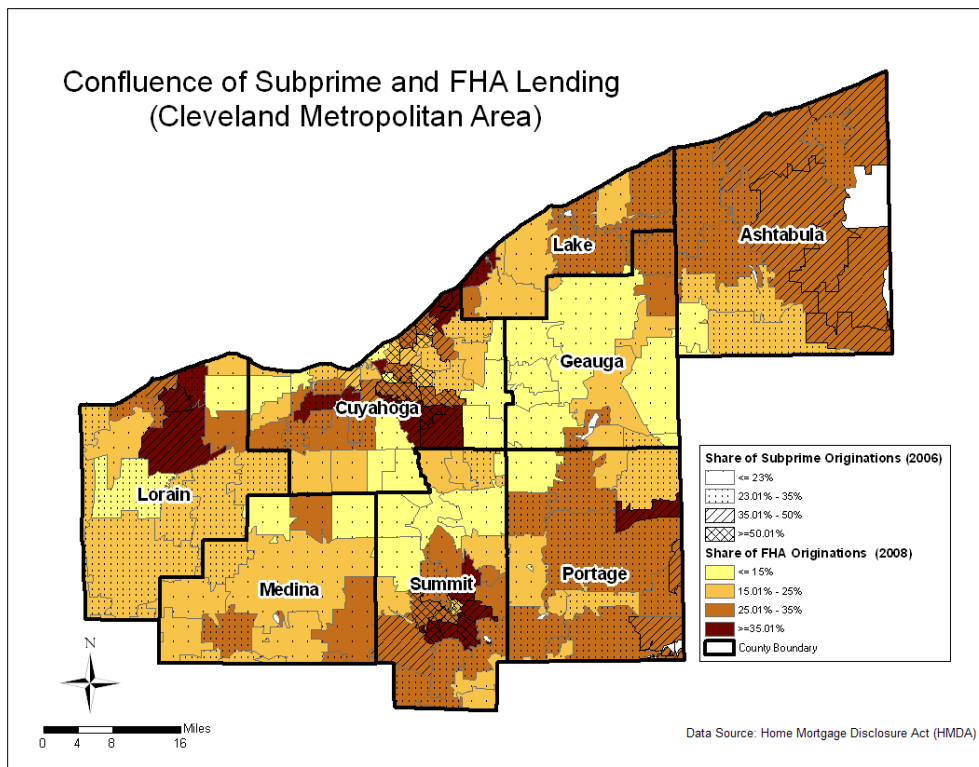 Confluence of Subprime and FHA Lending
(Cleveland Metropolitan Area)
Lake
Ashtabula
Geauga
Cuyahoga
Lorain
Medina
Summit
Portage
Share of Subprime Originations (2006)
<= 23%
23.01% - 35%
35.01% - 50%
>=50.01%
Share of FHA Originations (2008)
<= 15%
15.01% - 25%
25.01% - 35%
>=35.01%
County Boundary
N
Miles
0 4 8 16
Data Source: Home Mortgage Disclosure Act (HMDA)